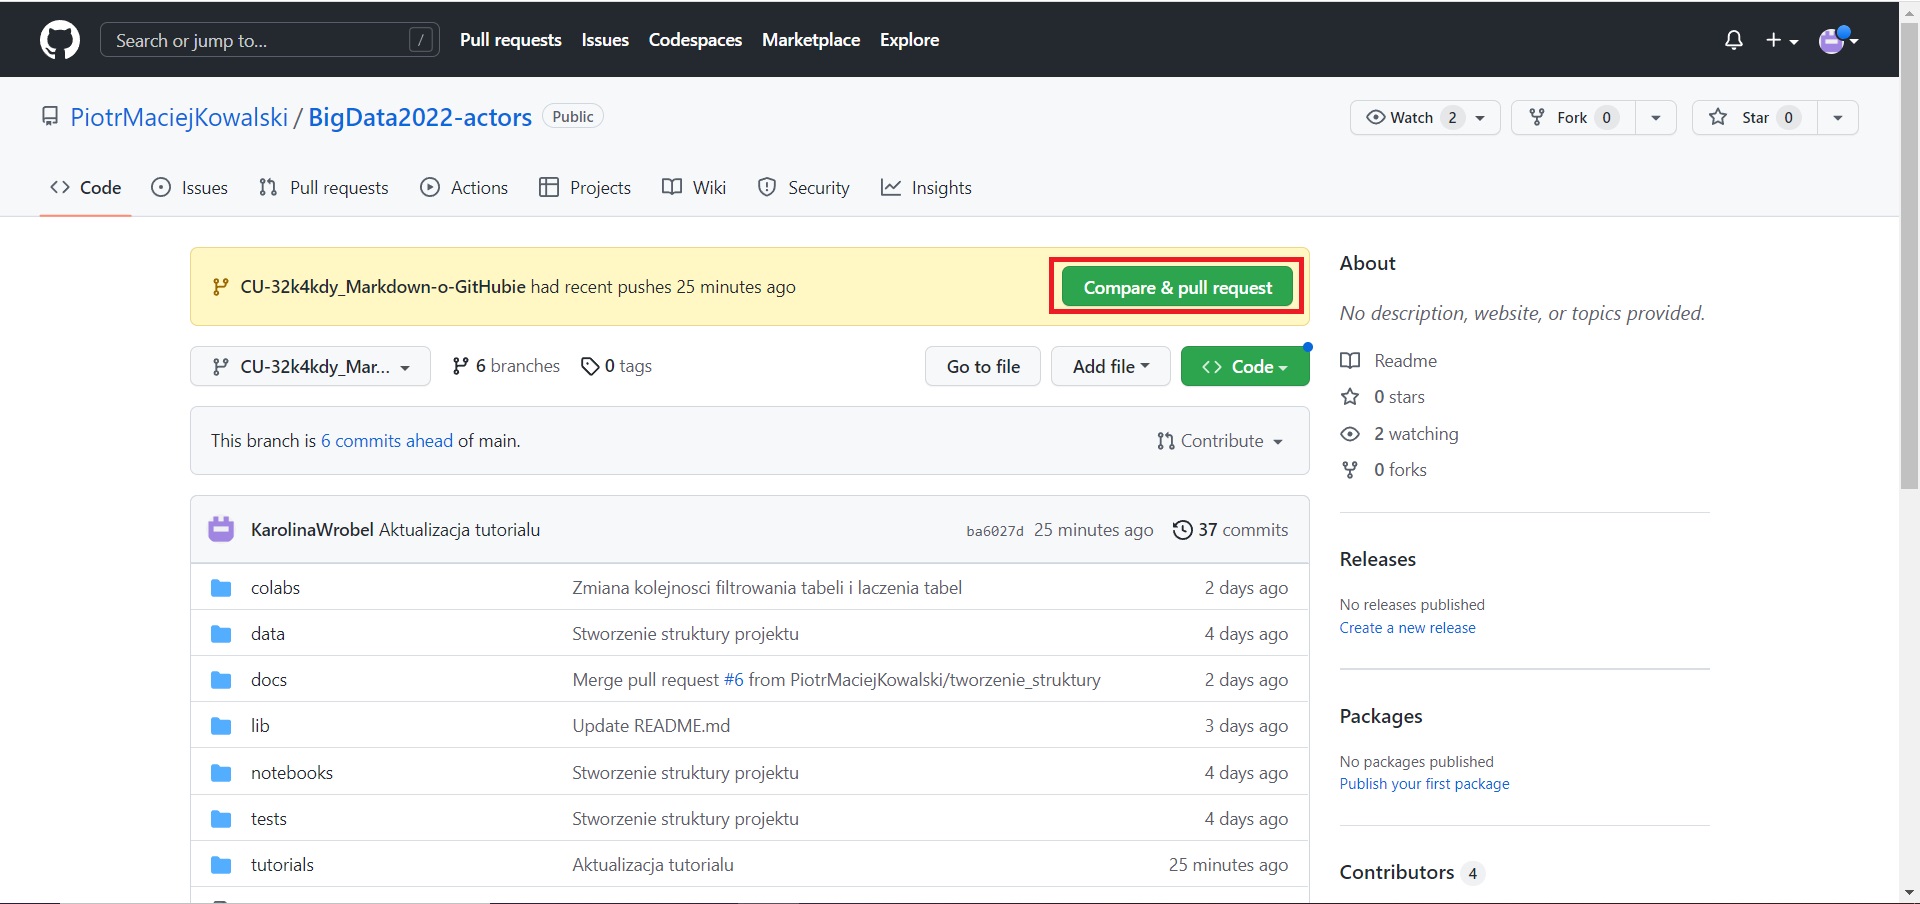 Search or jump to... / Pull requests Issues Codespaces Marketplace Explore
PiotrMaciejKowalski / BigData2022-actors Public Watch 2 Fork 0 Star 0
Code Issues Pull requests Actions Projects Wiki Security Insights
CU-32k4kdy_Markdown-o-GitHubie had recent pushes 25 minutes ago Compare & pull request
CU-32k4kdy_Mar... 6 branches 0 tags Go to file Add file Code
This branch is 6 commits ahead of main. Contribute
KarolinaWrobel Aktualizacja tutorialu ba6027d 25 minutes ago 37 commits
colabs Zmiana kolejnosci filtrowania tabeli i laczenia tabel 2 days ago
data Stworzenie struktury projektu 4 days ago
docs Merge pull request #6 from PiotrMaciejKowalski/tworzenie_struktury 2 days ago
lib Update README.md 3 days ago
notebooks Stworzenie struktury projektu 4 days ago
tests Stworzenie struktury projektu 4 days ago
tutorials Aktualizacja tutorialu 25 minutes ago
About
No description, website, or topics provided.
Readme
0 stars
2 watching
0 forks
Releases
No releases published
Create a new release
Packages
No packages published
Publish your first package
Contributors 4